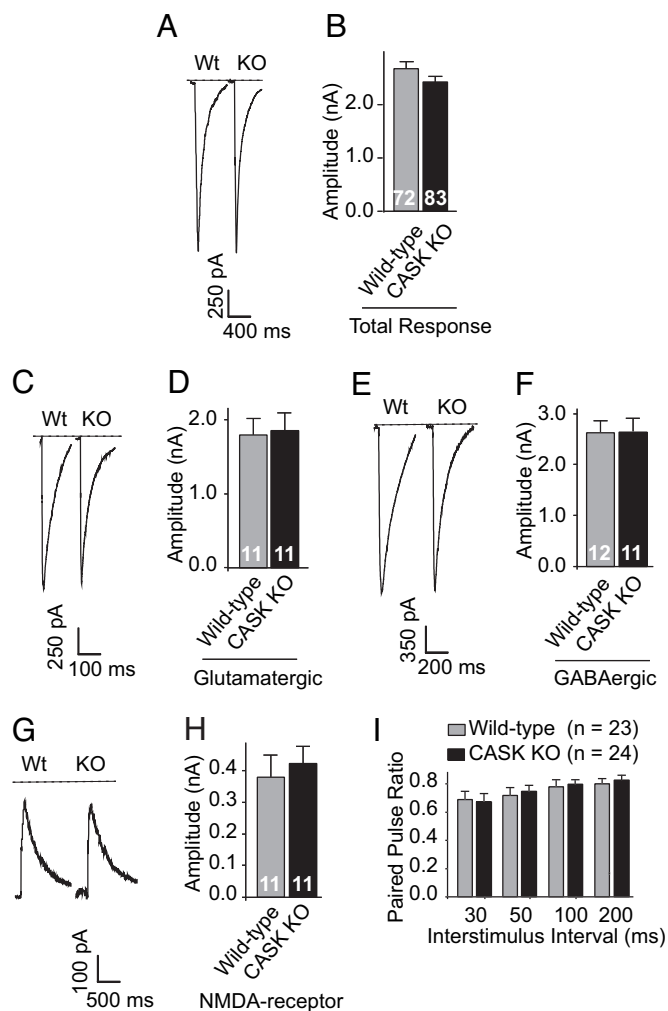 A
Wt KO
250 pA
400 ms
B
Amplitude (nA)
2.0
1.0
0.0
72 83
Wild-type
CASK KO
Total Response
C
Wt KO
250 pA
100 ms
D
Amplitude (nA)
2.0
1.0
0.0
11 11
Wild-type
CASK KO
Glutamatergic
E
Wt KO
350 pA
200 ms
F
Amplitude (nA)
3.0
2.0
1.0
0.0
12 11
Wild-type
CASK KO
GABAergic
G
Wt KO
100 pA
500 ms
H
Amplitude (nA)
0.4
0.3
0.2
0.1
0.0
11 11
Wild-type
CASK KO
NMDA-receptor
I
Wild-type (n = 23)
CASK KO (n = 24)
Paired Pulse Ratio
0.8
0.6
0.4
0.2
0.0
30 50 100 200
Interstimulus Interval (ms)